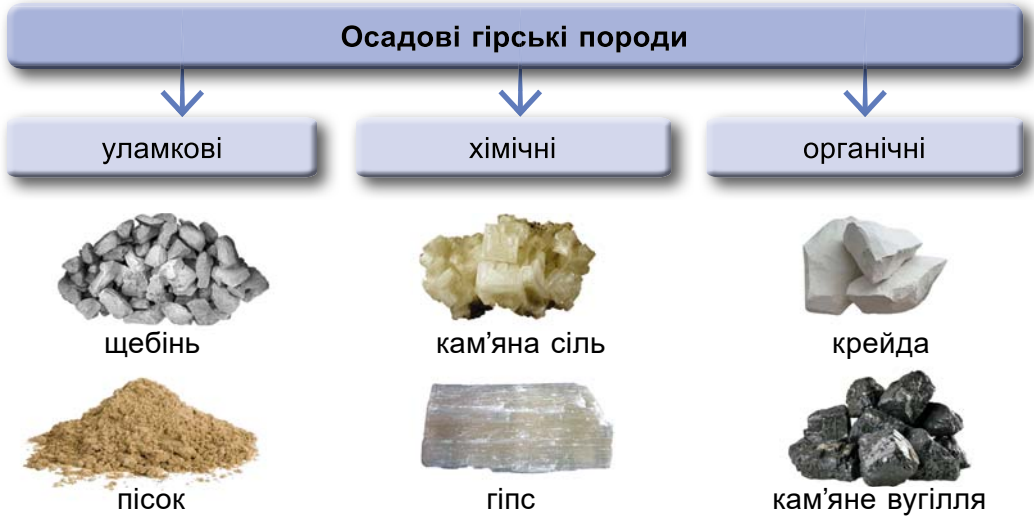 Осадові гірські породи
уламкові
хімічні
органічні
щебінь
кам’яна сіль
крейда
пісок
гіпс
кам’яне вугілля